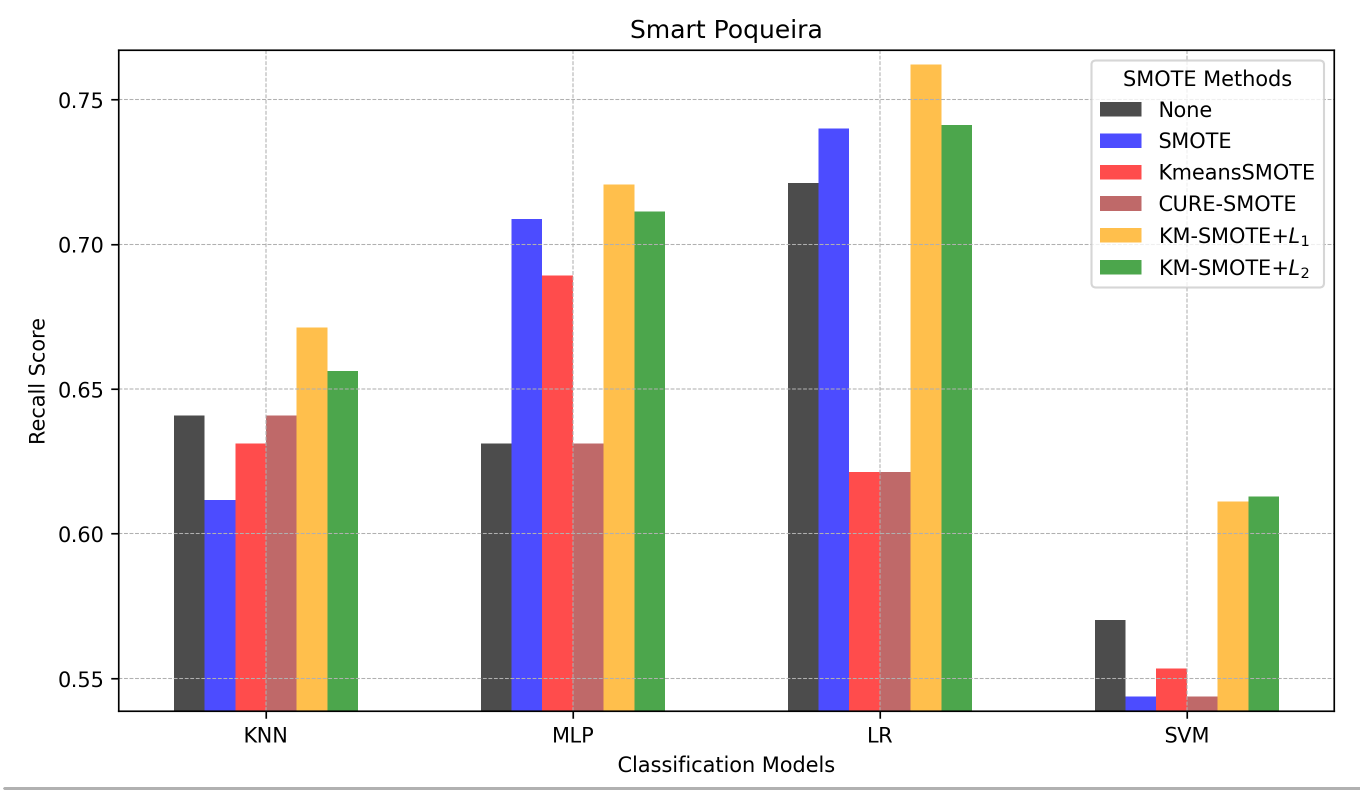 Smart Poqueira
SMOTE Methods
None
SMOTE
KmeansSMOTE
CURE-SMOTE
KM-SMOTE+L₁
KM-SMOTE+L₂
Recall Score
0.75
0.70
0.65
0.60
0.55
KNN MLP LR SVM
Classification Models